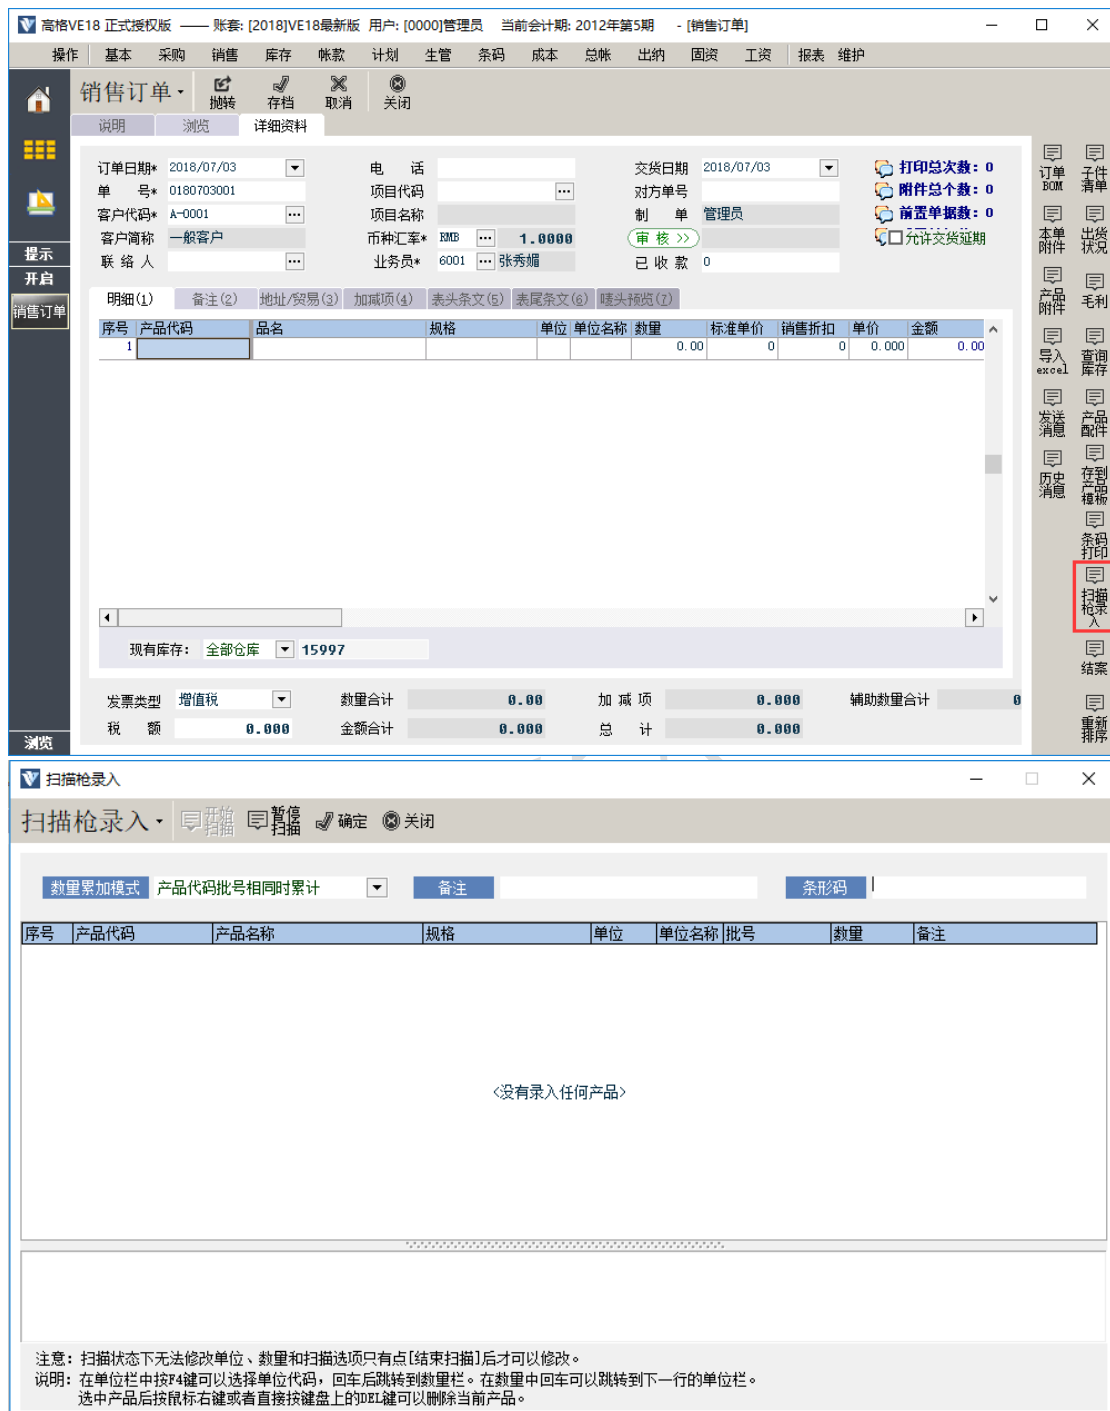 高格VE18 正式授权版 —— 账套: [2018]VE18最新版 用户: [0000]管理员 当前会计期: 2012年第5期 - [销售订单]
操作 基本 采购 销售 库存 帐款 计划 生管 条码 成本 总帐 出纳 固资 工资 报表 维护
销售订单 抛转 存档 取消 关闭
说明 浏览 详细资料
订单日期* 2018/07/03 电 话 交货日期 2018/07/03 打印总次数: 0
单 号* 0180703001 项目代码 对方单号 附件总个数: 0
客户代码* A-0001 项目名称 制 单 管理员 前置单据数: 0
客户简称 一般客户 币种汇率* RMB 1.0000 审 核 >> 允许交货延期
联 络 人 业务员* 6001 张秀媚 已 收 款 0
提示
开启
销售订单
浏览
明细(1) 备注(2) 地址/贸易(3) 加减项(4) 表头条文(5) 表尾条文(6) 唛头预览(7)
序号 产品代码 品名 规格 单位 单位名称 数量 标准单价 销售折扣 单价 金额
1 0.00 0 0 0.000 0.00
现有库存: 全部仓库 15997
发票类型 增值税 数量合计 0.00 加 减 项 0.000 辅助数量合计 0
税 额 0.000 金额合计 0.000 总 计 0.000
订单BOM
子件清单
本单附件
出货状况
产品附件
毛利
导入excel
查询库存
发送消息
产品配件
历史消息
存到产品模板
条码打印
扫描枪录入
结案
重新排序
扫描枪录入
扫描枪录入 开始扫描 暂停扫描 确定 关闭
数量累加模式 产品代码批号相同时累计 备注 条形码
序号 产品代码 产品名称 规格 单位 单位名称 批号 数量 备注
<没有录入任何产品>
注意: 扫描状态下无法修改单位、数量和扫描选项只有点[结束扫描]后才可以修改。
说明: 在单位栏中按F4键可以选择单位代码, 回车后跳转到数量栏。在数量中回车可以跳转到下一行的单位栏。
选中产品后按鼠标右键或者直接按键盘上的DEL键可以删除当前产品。